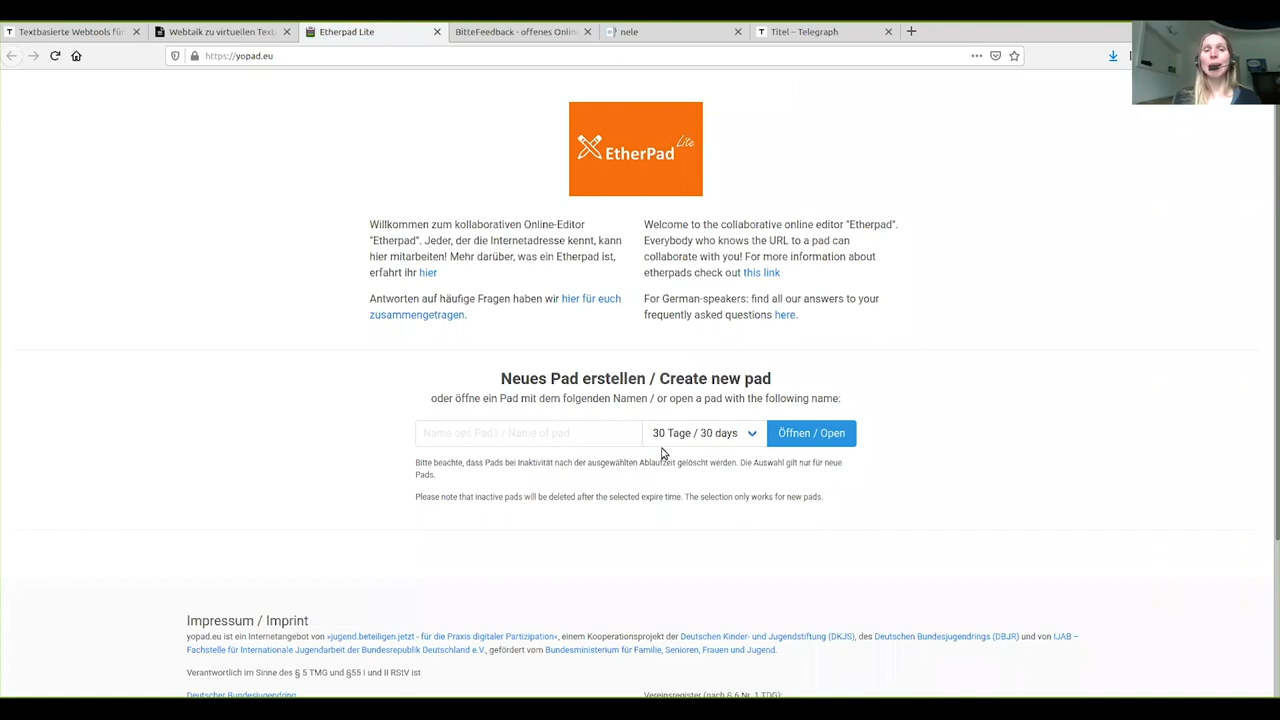 Textbasierte Webtools für
Webtalk zu virtuellen Text
Etherpad Lite
BitteFeedback - offenes Onlin
nele
Titel – Telegraph
https://yopad.eu
EtherPad Lite
Willkommen zum kollaborativen Online-Editor
"Etherpad". Jeder, der die Internetadresse kennt, kann
hier mitarbeiten! Mehr darüber, was ein Etherpad ist,
erfahrt ihr hier
Antworten auf häufige Fragen haben wir hier für euch
zusammengetragen.
Welcome to the collaborative online editor "Etherpad".
Everybody who knows the URL to a pad can
collaborate with you! For more information about
etherpads check out this link
For German-speakers: find all our answers to your
frequently asked questions here.
Neues Pad erstellen / Create new pad
oder öffne ein Pad mit dem folgenden Namen / or open a pad with the following name:
Name des Pads / Name of pad
30 Tage / 30 days
Öffnen / Open
Bitte beachte, dass Pads bei Inaktivität nach der ausgewählten Ablaufzeit gelöscht werden. Die Auswahl gilt nur für neue
Pads.
Please note that inactive pads will be deleted after the selected expire time. The selection only works for new pads.
Impressum / Imprint
yopad.eu ist ein Internetangebot von »jugend.beteiligen.jetzt - für die Praxis digitaler Partizipation«, einem Kooperationsprojekt der Deutschen Kinder- und Jugendstiftung (DKJS), des Deutschen Bundesjugendrings (DBJR) und von IJAB –
Fachstelle für Internationale Jugendarbeit der Bundesrepublik Deutschland e.V., gefördert vom Bundesministerium für Familie, Senioren, Frauen und Jugend.
Verantwortlich im Sinne des § 5 TMG und §55 I und II RStV ist
Deutscher Bundesjugendring
Vereinsregister (nach § 6 Nr. 1 TDG):